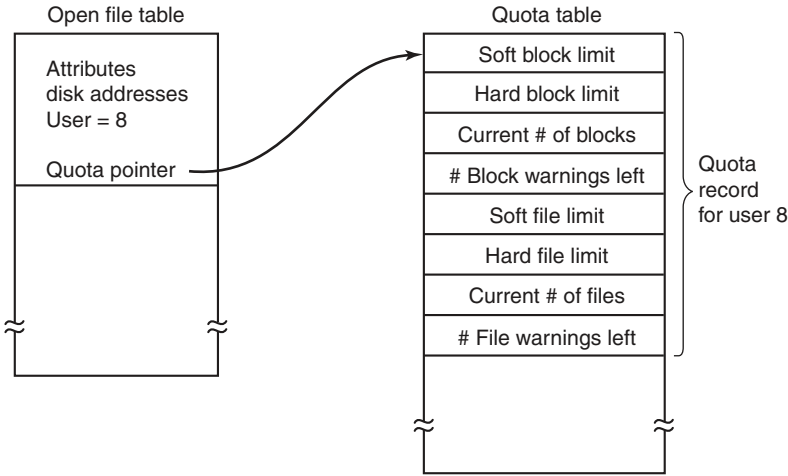 Open file table
Attributes
disk addresses
User = 8
Quota pointer
Quota table
Soft block limit
Hard block limit
Current # of blocks
# Block warnings left
Soft file limit
Hard file limit
Current # of files
# File warnings left
Quota
record
for user 8